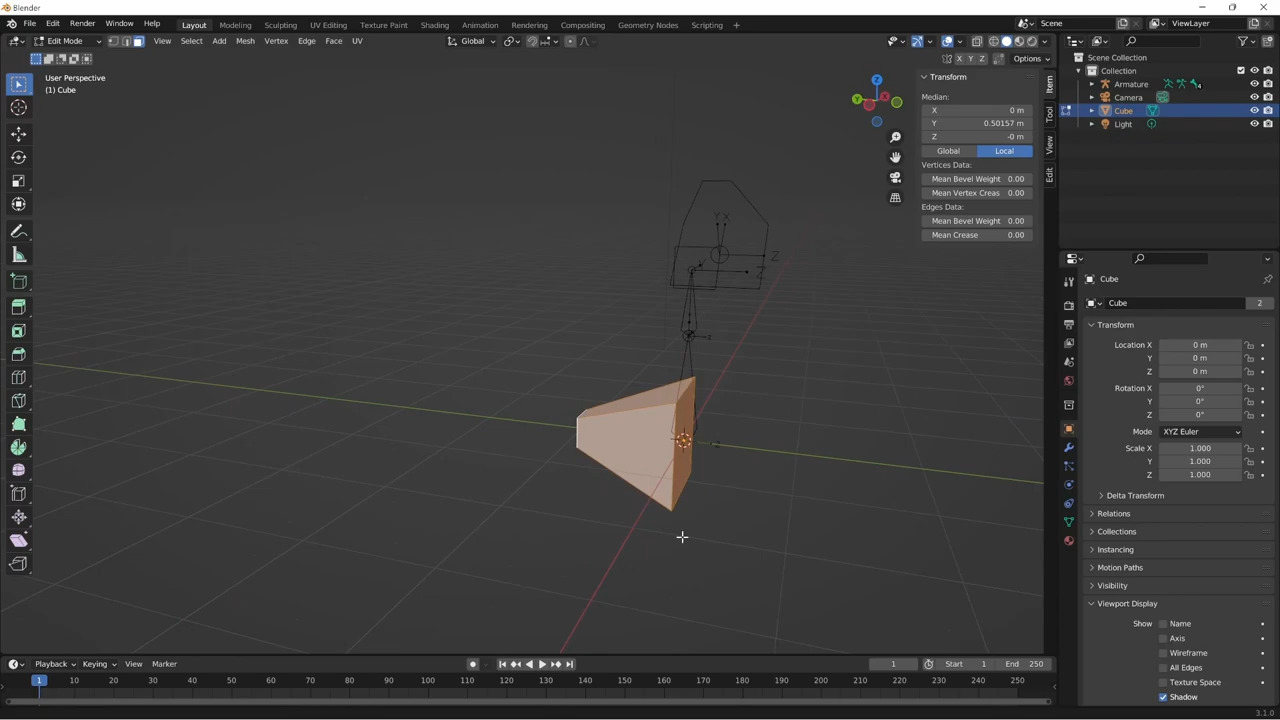 Blender
File Edit Render Window Help Layout Modeling Sculpting UV Editing Texture Paint Shading Animation Rendering Compositing Geometry Nodes Scripting + Scene ViewLayer
Edit Mode View Select Add Mesh Vertex Edge Face UV Global
X Y Z Options
User Perspective
(1) Cube
Z
Y
X
YX
Z
Z
z
Transform
Median:
X 0 m
Y 0.50157 m
Z -0 m
Global Local
Vertices Data:
Mean Bevel Weight 0.00
Mean Vertex Creas 0.00
Edges Data:
Mean Bevel Weight 0.00
Mean Crease 0.00
Item
Tool
View
Edit
Scene Collection
Collection
Armature 4
Camera
Cube
Light
Cube
Cube 2
Transform
Location X 0 m
Y 0 m
Z 0 m
Rotation X 0°
Y 0°
Z 0°
Mode XYZ Euler
Scale X 1.000
Y 1.000
Z 1.000
Delta Transform
Relations
Collections
Instancing
Motion Paths
Visibility
Viewport Display
Show Name
Axis
Wireframe
All Edges
Texture Space
Shadow
Playback Keying View Marker 1 Start 1 End 250
1 10 20 30 40 50 60 70 80 90 100 110 120 130 140 150 160 170 180 190 200 210 220 230 240 250
3.1.0